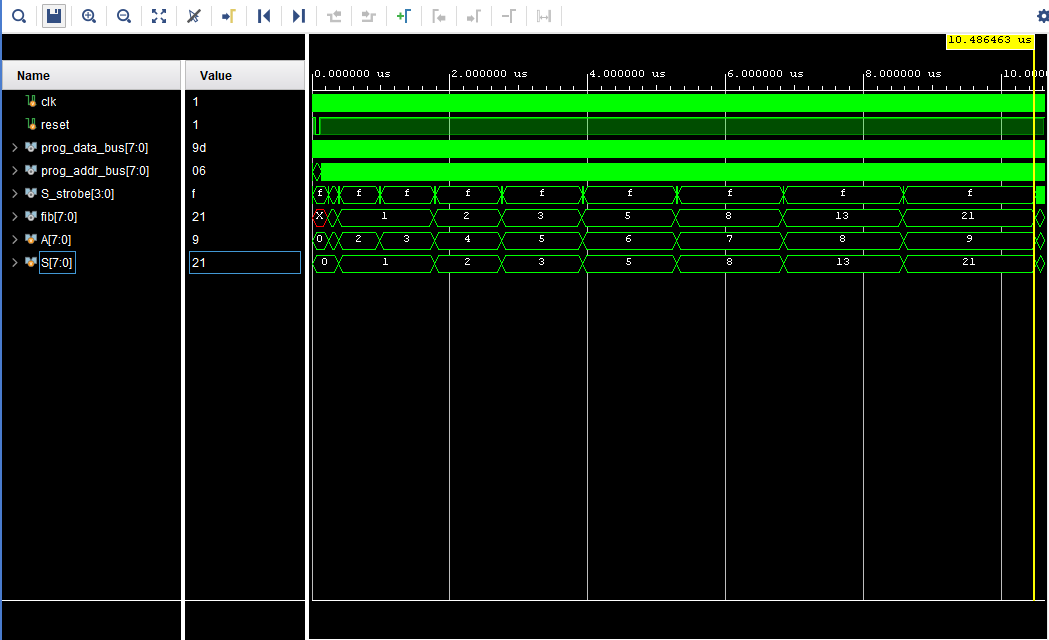 10.486463 us
Name Value
0.000000 us 2.000000 us 4.000000 us 6.000000 us 8.000000 us 10.0000
clk 1
reset 1
prog_data_bus[7:0] 9d
prog_addr_bus[7:0] 06
S_strobe[3:0] f f f f f f f f f f
fib[7:0] 21 X 1 2 3 5 8 13 21
A[7:0] 9 0 2 3 4 5 6 7 8 9
S[7:0] 21 0 1 2 3 5 8 13 21